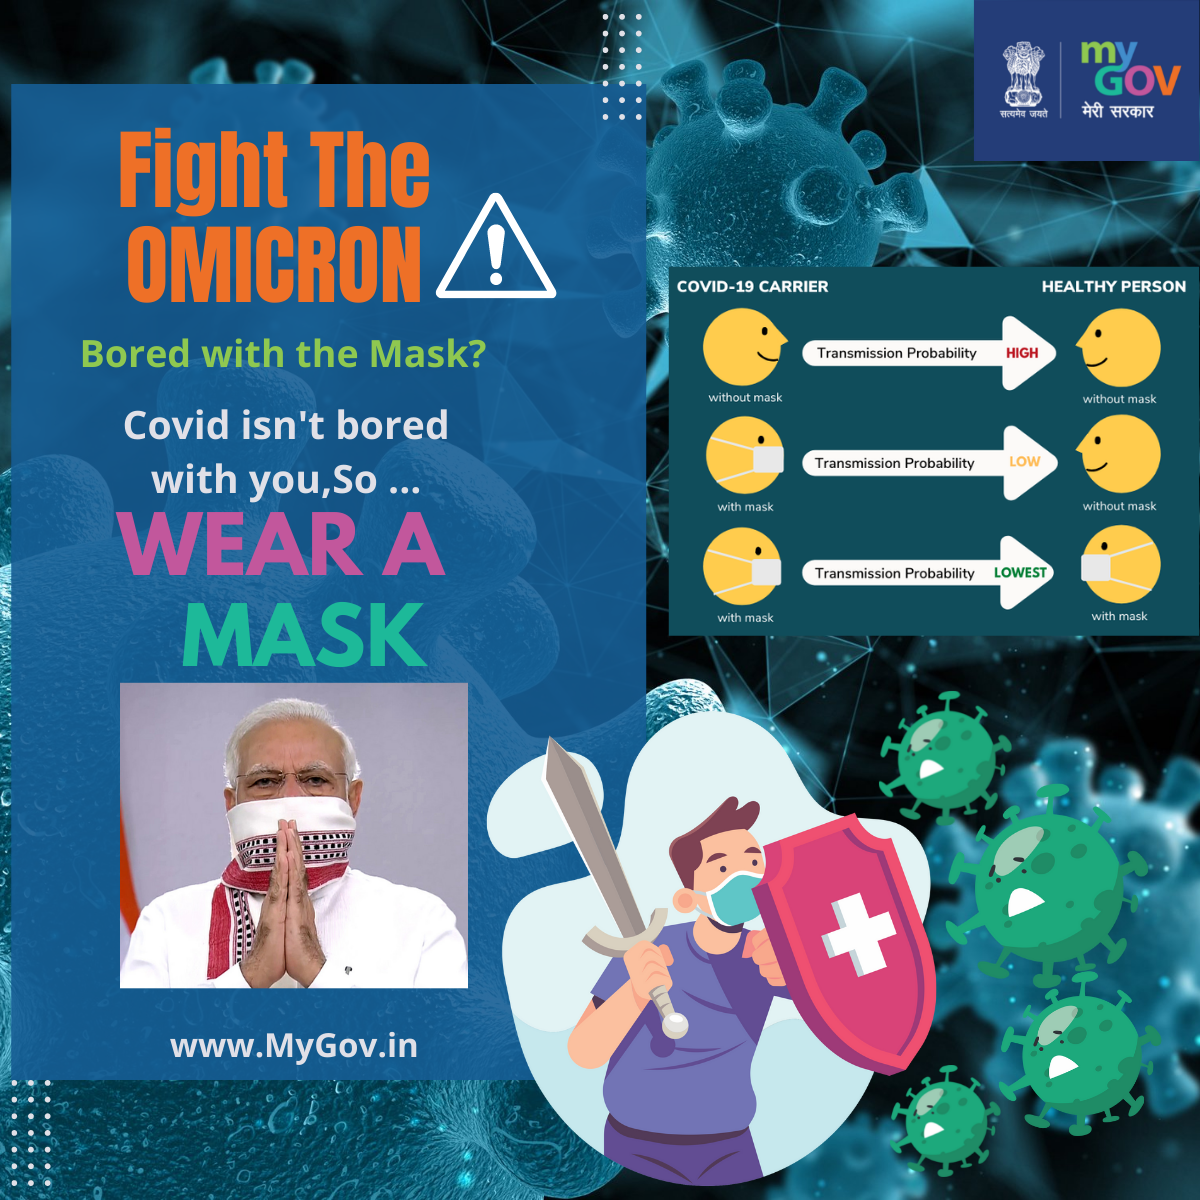 Fight The
OMICRON
Bored with the Mask?
Covid isn't bored
with you,So ...
WEAR A
MASK
www.MyGov.in
सत्यमेव जयते
my
GOV
मेरी सरकार
COVID-19 CARRIER
HEALTHY PERSON
Transmission Probability HIGH
without mask
without mask
Transmission Probability LOW
with mask
without mask
Transmission Probability LOWEST
with mask
with mask